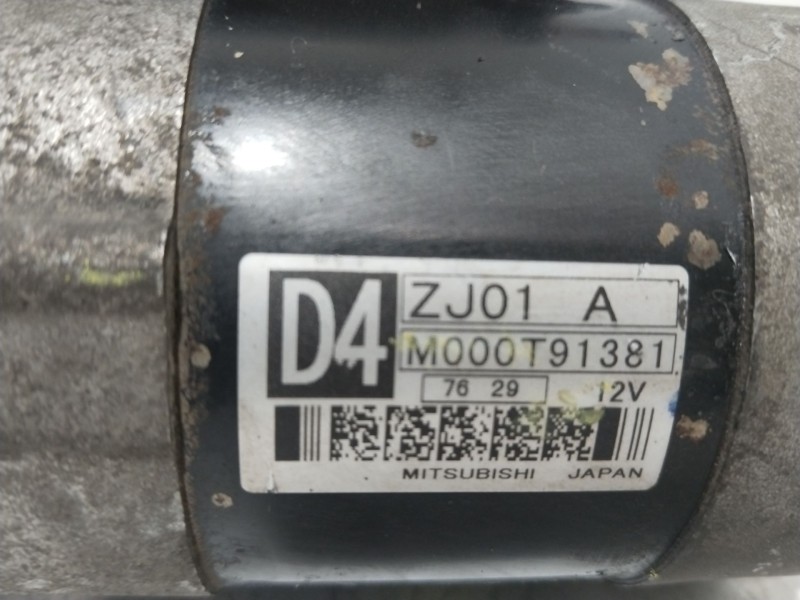 D4
ZJ01 A
M000T91381
76 29 12V
MITSUBISHI JAPAN